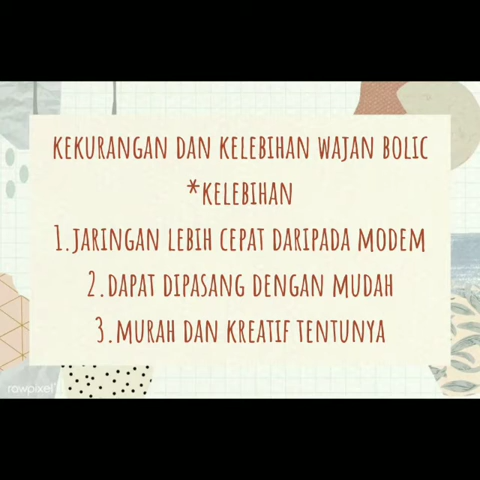 KEKURANGAN DAN KELEBIHAN WAJAN BOLIC
*KELEBIHAN
1.JARINGAN LEBIH CEPAT DARIPADA MODEM
2.DAPAT DIPASANG DENGAN MUDAH
3.MURAH DAN KREATIF TENTUNYA
rawpixel